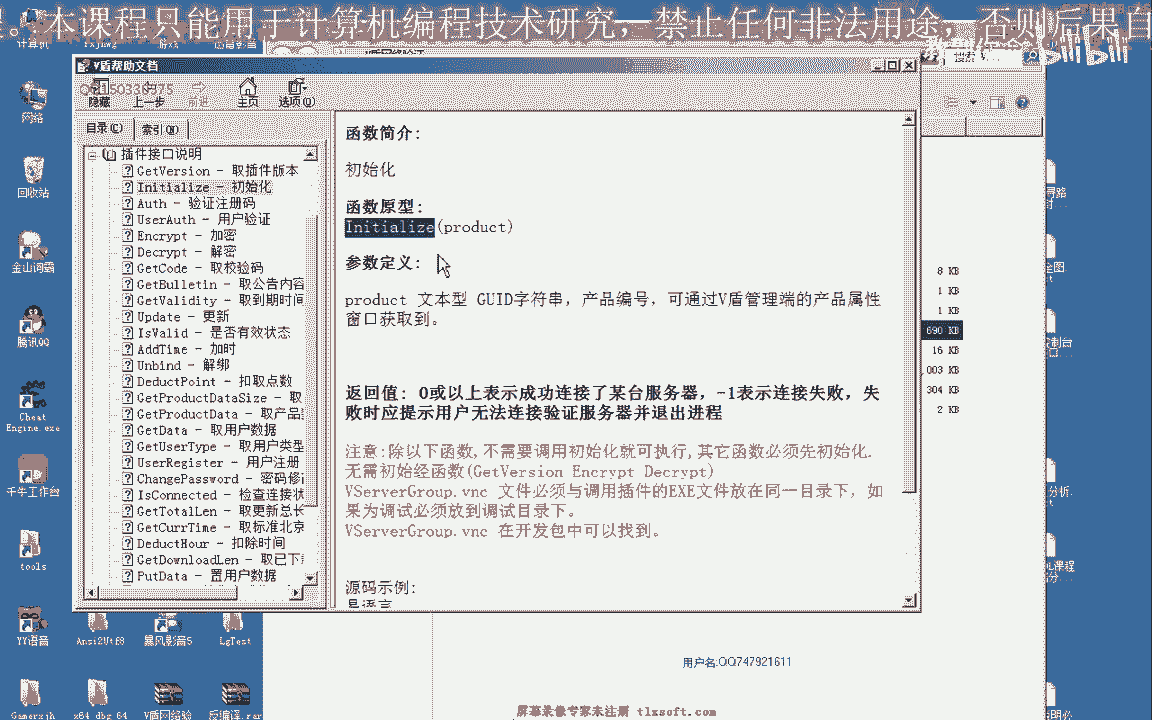 。本课程只能用于计算机编程技术研究，禁止任何非法用途，否则后果自
bilibili
V盾帮助文档
隐藏 上一步 前进 主页 选项(O)
目录(C) 索引(N)
插件接口说明
GetVersion - 取插件版本
Initialize - 初始化
Auth - 验证注册码
UserAuth - 用户验证
Encrypt - 加密
Decrypt - 解密
GetCode - 取校验码
GetBulletin - 取公告内容
GetValidity - 取到期时间
Update - 更新
IsValid - 是否有效状态
AddTime - 加时
Unbind - 解绑
DeductPoint - 扣取点数
GetProductDataSize - 取
GetProductData - 取产品
GetData - 取用户数据
GetUserType - 取用户类型
UserRegister - 用户注册
ChangePassword - 密码修
IsConnected - 检查连接状
GetTotalLen - 取更新总长
GetCurrTime - 取标准北京
DeductHour - 扣除时间
GetDownloadLen - 取已下
PutData - 置用户数据
函数简介:
初始化
函数原型:
Initialize(product)
参数定义:
product 文本型 GUID字符串, 产品编号, 可通过V盾管理端的产品属性
窗口获取到。
返回值: 0或以上表示成功连接了某台服务器, -1表示连接失败, 失
败时应提示用户无法连接验证服务器并退出进程
注意:除以下函数,不需要调用初始化就可执行,其它函数必须先初始化.
无需初始经函数(GetVersion Encrypt Decrypt)
VServerGroup.vnc 文件必须与调用插件的EXE文件放在同一目录下, 如
果为调试必须放到调试目录下。
VServerGroup.vnc 在开发包中可以找到。
源码示例:
易语言
8 KB
1 KB
1 KB
690 KB
16 KB
003 KB
304 KB
2 KB
网络
回收站
金山词霸
腾讯QQ
Cheat
Engine.exe
千牛工作台
tools
YY语音
Ansi2Utf8
暴风影音5
LgTest
Gamerxjh
x64_dbg_64
V盾网络验
反编译.rar
用户名:QQ747921611
屏幕录像专家未注册 tlxsoft.com